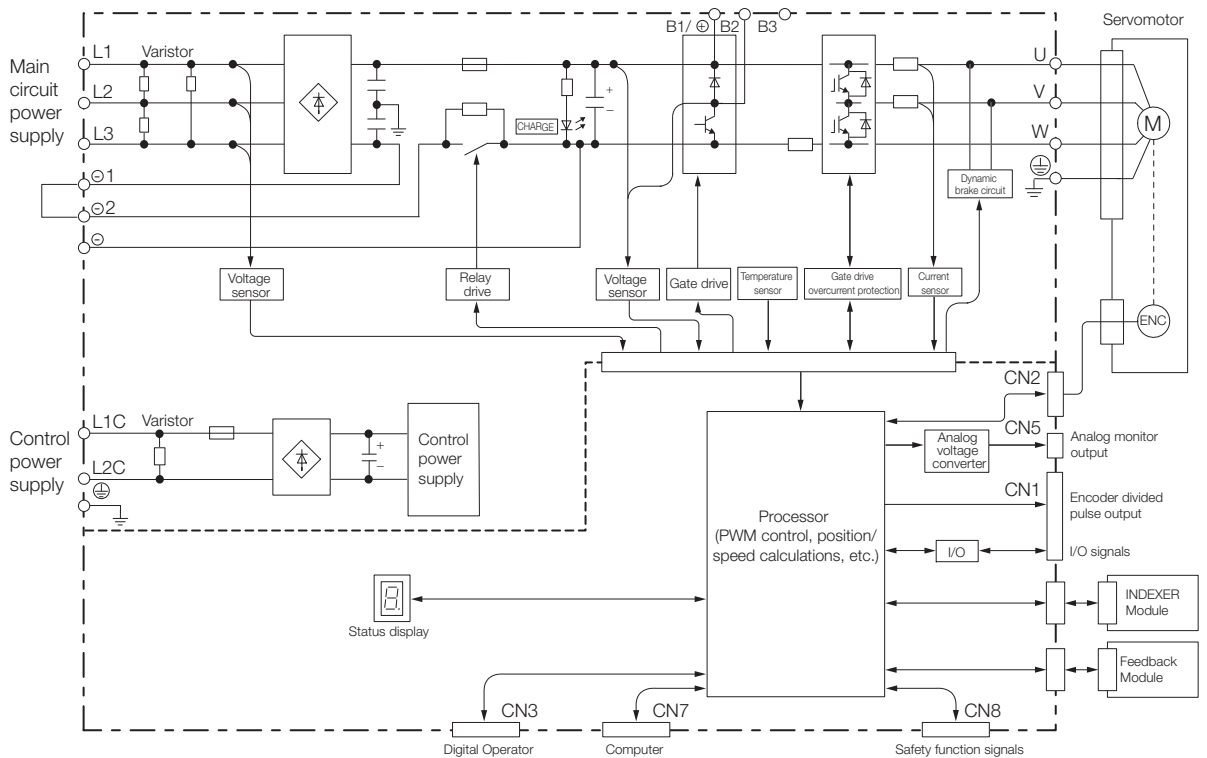 B1/ ⊕ B2 B3
Servomotor
Main
circuit
power
supply
L1
Varistor
L2
L3
⊖1
⊖2
⊖
CHARGE
+
–
U
V
W
M
ENC
Dynamic
brake circuit
Voltage
sensor
Relay
drive
Voltage
sensor
Gate drive
Temperature
sensor
Gate drive
overcurrent protection
Current
sensor
Control
power
supply
L1C
Varistor
L2C
+
–
Control
power
supply
Processor
(PWM control, position/
speed calculations, etc.)
CN2
CN5
Analog
voltage
converter
Analog monitor
output
CN1
Encoder divided
pulse output
I/O
I/O signals
INDEXER
Module
Feedback
Module
8.
Status display
CN3
Digital Operator
CN7
Computer
CN8
Safety function signals